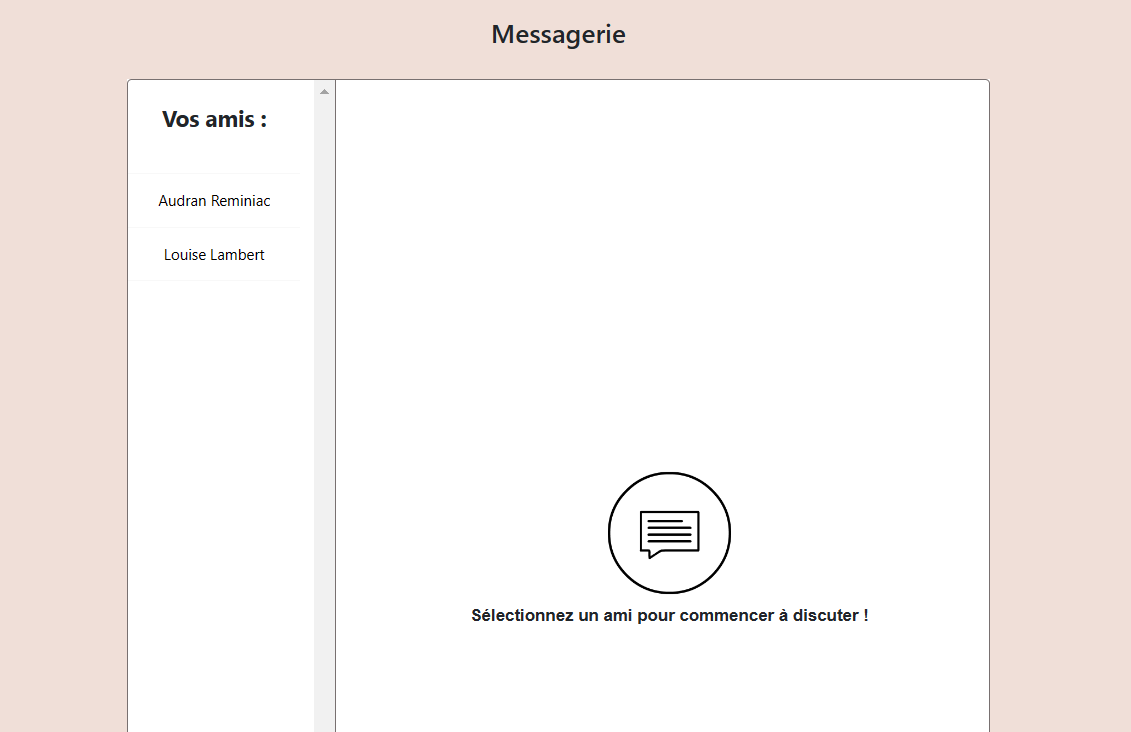 Messagerie
Vos amis :
Audran Reminiac
Louise Lambert
Sélectionnez un ami pour commencer à discuter !